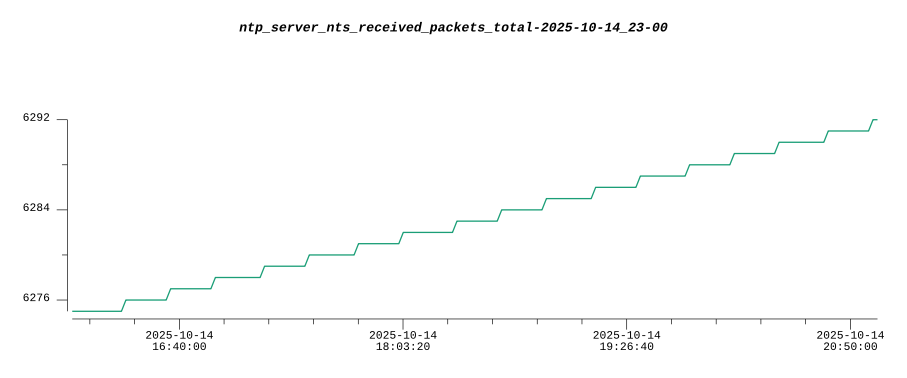 ntp_server_nts_received_packets_total-2025-10-14_23-00
6292
6284
6276
2025-10-14 2025-10-14 2025-10-14 2025-10-14
16:40:00 18:03:20 19:26:40 20:50:00